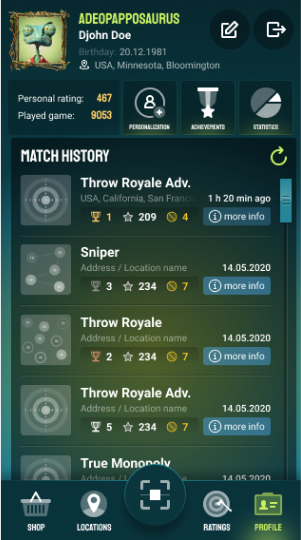 ADEOPAPPOSAURUS
Djohn Doe
Birthday: 20.12.1981
USA, Minnesota, Bloomington
Personal rating: 467
Played game: 9053
PERSONALIZATION
ACHIEVEMENTS
STATISTICS
MATCH HISTORY
Throw Royale Adv.
USA, California, San Franc 1 h 20 min ago
1 209 4 more info
Sniper
Address / Location name 14.05.2020
3 234 7 more info
Throw Royale
Address / Location name 14.05.2020
2 234 7 more info
Throw Royale Adv.
Address / Location name 14.05.2020
5 234 7 more info
True Monopoly
SHOP
LOCATIONS
RATINGS
PROFILE